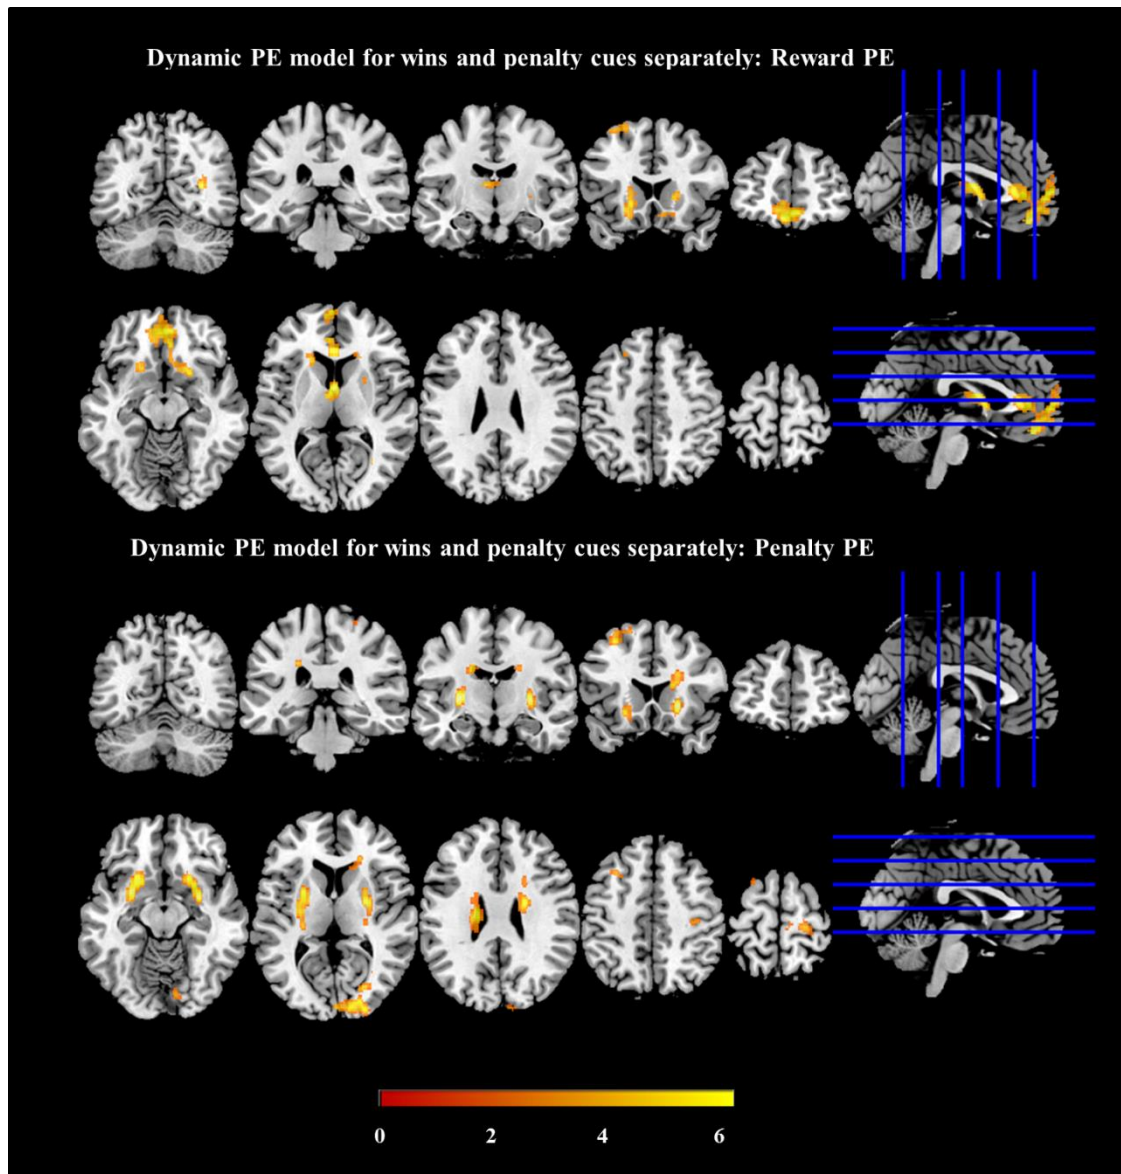 Dynamic PE model for wins and penalty cues separately: Reward PE
Dynamic PE model for wins and penalty cues separately: Penalty PE
0 2 4 6